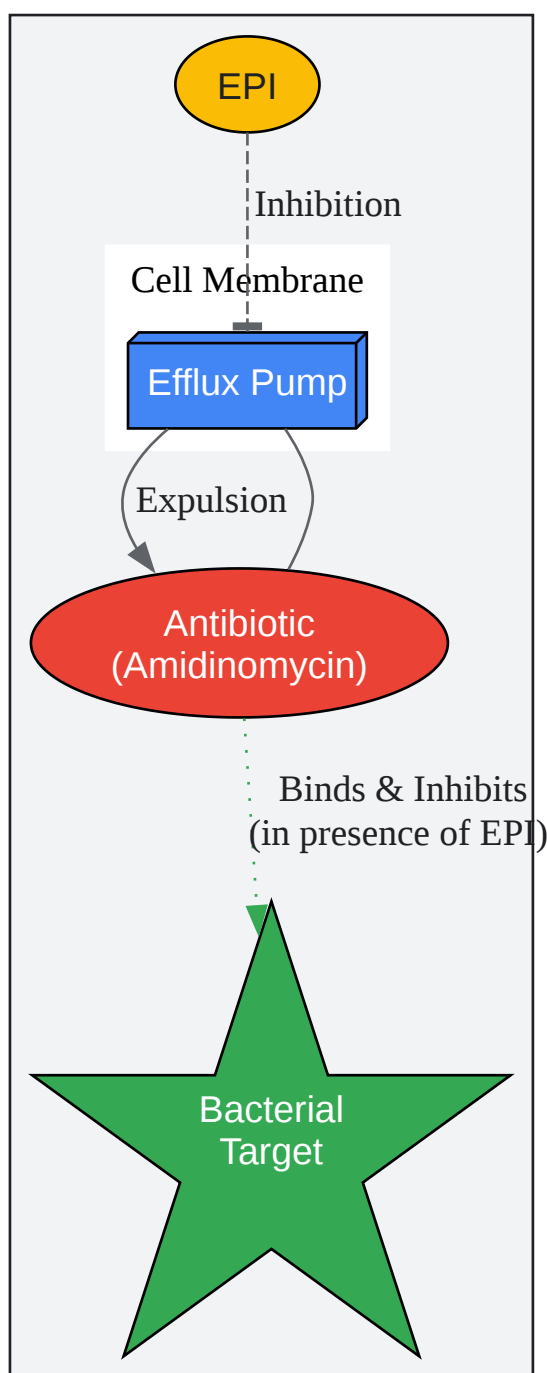 EPI
Inhibition
Cell Membrane
Efflux Pump
Expulsion
Antibiotic
(Amidinomycin)
Binds & Inhibits
(in presence of EPI)
Bacterial
Target